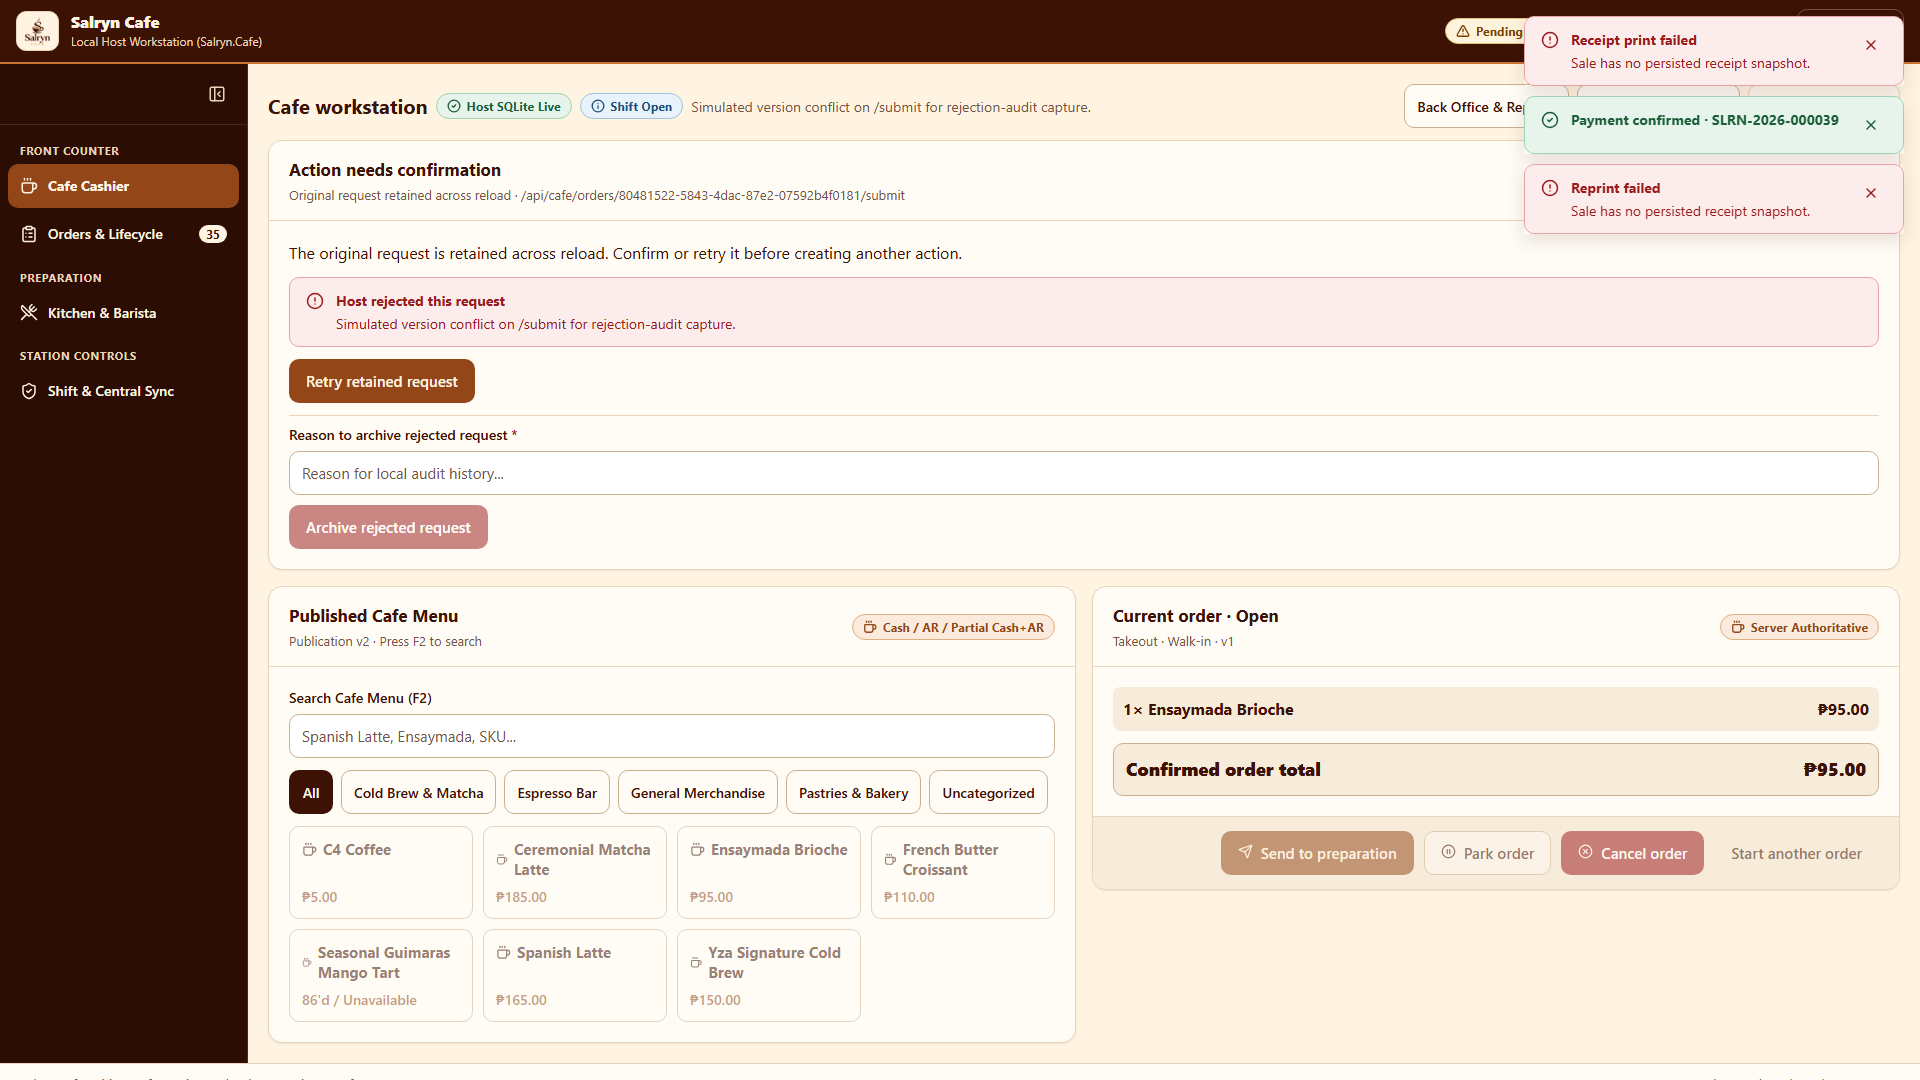 Salryn
Salryn Cafe
Local Host Workstation (Salryn.Cafe)
Pending
Receipt print failed
Sale has no persisted receipt snapshot.
Payment confirmed · SLRN-2026-000039
Reprint failed
Sale has no persisted receipt snapshot.
FRONT COUNTER
Cafe Cashier
Orders & Lifecycle 35
PREPARATION
Kitchen & Barista
STATION CONTROLS
Shift & Central Sync
Cafe workstation Host SQLite Live Shift Open Simulated version conflict on /submit for rejection-audit capture.
Back Office & Re
Action needs confirmation
Original request retained across reload · /api/cafe/orders/80481522-5843-4dac-87e2-07592b4f0181/submit
The original request is retained across reload. Confirm or retry it before creating another action.
Host rejected this request
Simulated version conflict on /submit for rejection-audit capture.
Retry retained request
Reason to archive rejected request *
Reason for local audit history...
Archive rejected request
Published Cafe Menu
Publication v2 · Press F2 to search
Cash / AR / Partial Cash+AR
Search Cafe Menu (F2)
Spanish Latte, Ensaymada, SKU...
All Cold Brew & Matcha Espresso Bar General Merchandise Pastries & Bakery Uncategorized
C4 Coffee
₱5.00
Ceremonial Matcha
Latte
₱185.00
Ensaymada Brioche
₱95.00
French Butter
Croissant
₱110.00
Seasonal Guimaras
Mango Tart
86'd / Unavailable
Spanish Latte
₱165.00
Yza Signature Cold
Brew
₱150.00
Current order · Open
Takeout · Walk-in · v1
Server Authoritative
1× Ensaymada Brioche ₱95.00
Confirmed order total ₱95.00
Send to preparation Park order Cancel order Start another order